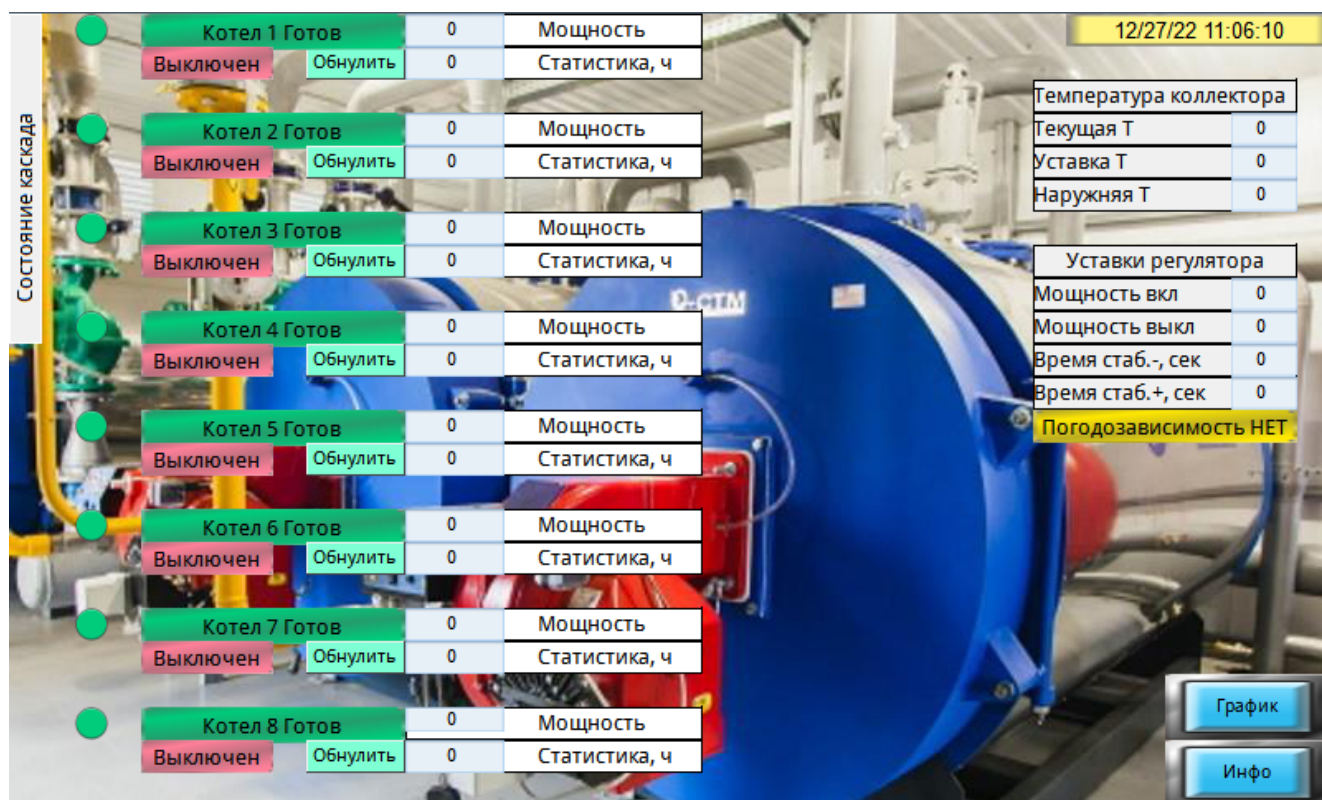 Состояние каскада
Котел 1 Готов 0 Мощность
Выключен Обнулить 0 Статистика, ч
Котел 2 Готов 0 Мощность
Выключен Обнулить 0 Статистика, ч
Котел 3 Готов 0 Мощность
Выключен Обнулить 0 Статистика, ч
Котел 4 Готов 0 Мощность
Выключен Обнулить 0 Статистика, ч
Котел 5 Готов 0 Мощность
Выключен Обнулить 0 Статистика, ч
Котел 6 Готов 0 Мощность
Выключен Обнулить 0 Статистика, ч
Котел 7 Готов 0 Мощность
Выключен Обнулить 0 Статистика, ч
Котел 8 Готов 0 Мощность
Выключен Обнулить 0 Статистика, ч
12/27/22 11:06:10
Температура коллектора
Текущая Т 0
Уставка Т 0
Наружняя Т 0
Уставки регулятора
Мощность вкл 0
Мощность выкл 0
Время стаб.-, сек 0
Время стаб.+, сек 0
Погодозависимость НЕТ
График
Инфо